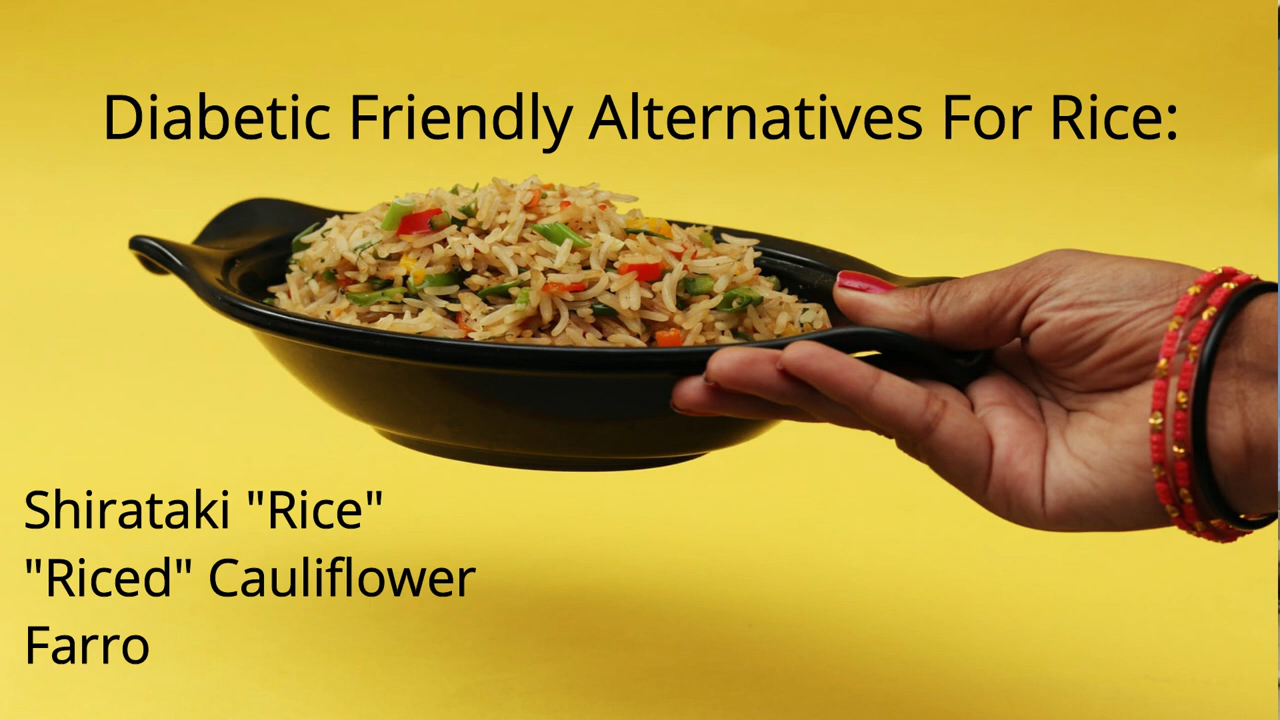 Diabetic Friendly Alternatives For Rice:
Shirataki "Rice"
"Riced" Cauliflower
Farro